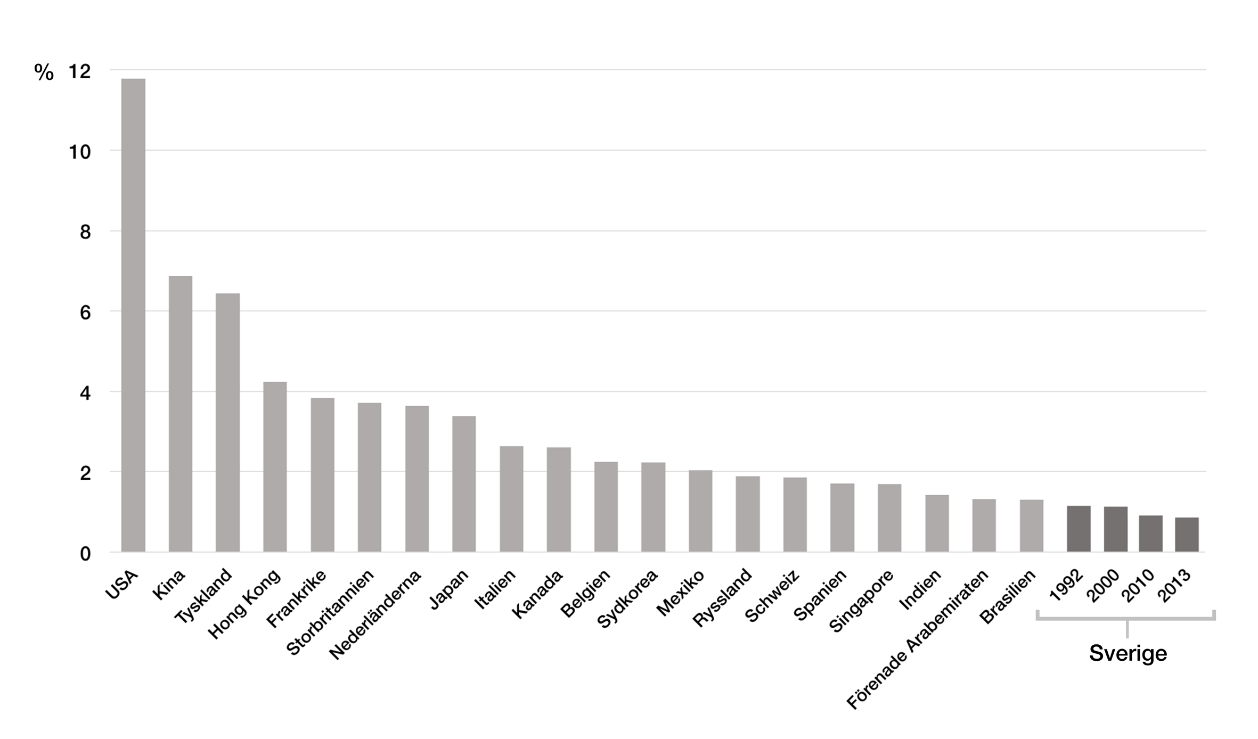 % 12
10
8
6
4
2
0
USA
Kina
Tyskland
Hong Kong
Frankrike
Storbritannien
Nederländerna
Japan
Italien
Kanada
Belgien
Sydkorea
Mexiko
Ryssland
Schweiz
Spanien
Singapore
Indien
Förenade Arabemiraten
Brasilien
1992
2000
2010
2013
Sverige